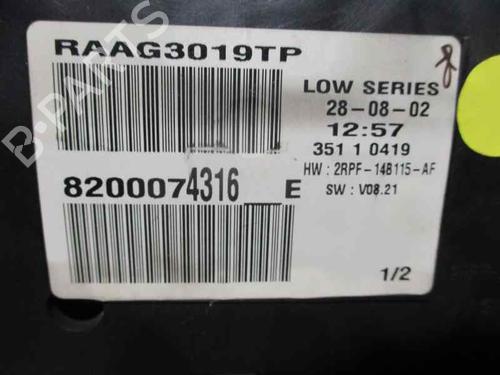 RAAG3019TP
LOW SERIES
28-08-02
12:57
351 1 0419
HW : 2RPF-14B115-AF
SW : V08.21
8200074316__E
1/2
B-PARTS